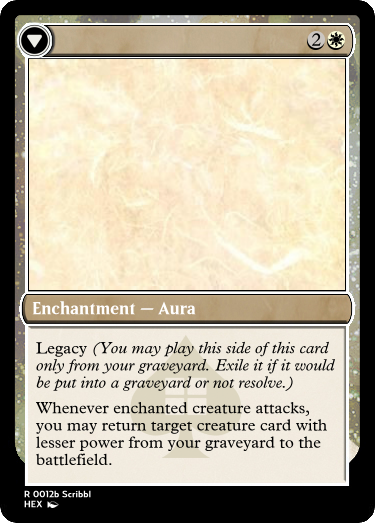 2
Enchantment — Aura
Legacy (You may play this side of this card
only from your graveyard. Exile it if it would
be put into a graveyard or not resolve.)
Whenever enchanted creature attacks,
you may return target creature card with
lesser power from your graveyard to the
battlefield.
R 0012b Scribbl
HEX